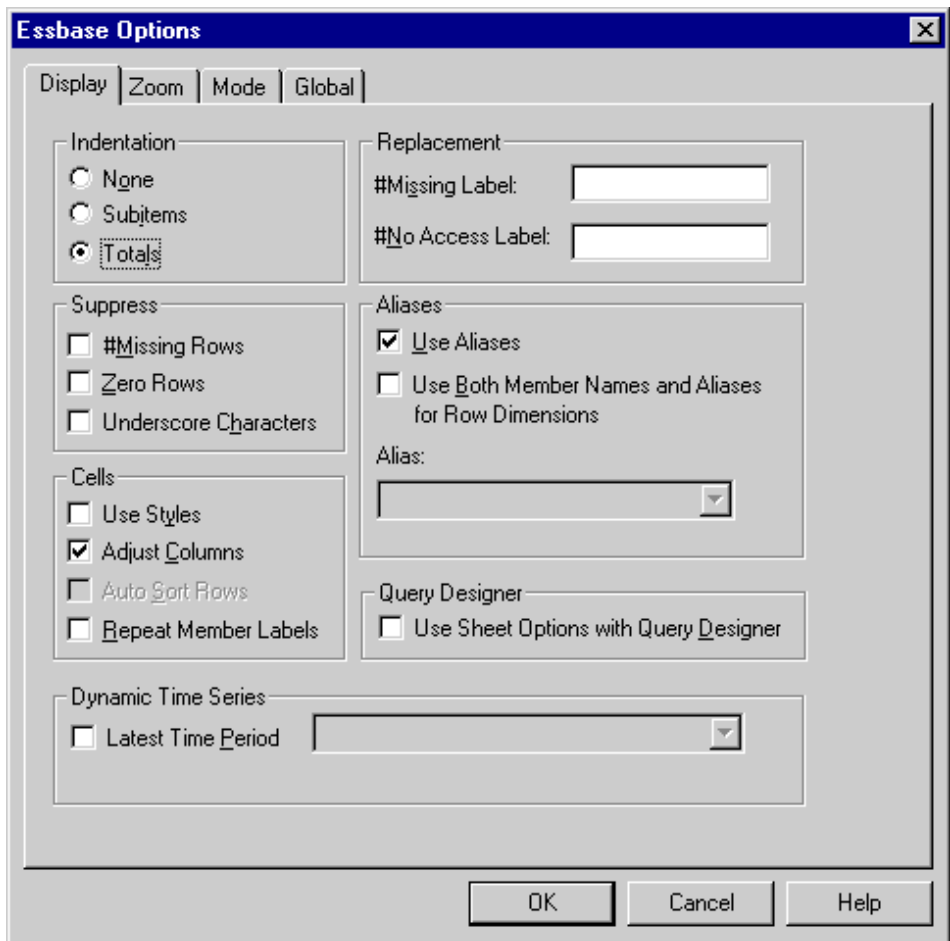 Essbase Options
Display Zoom Mode Global
Indentation
None
Subitems
Totals
Replacement
#Missing Label:
#No Access Label:
Suppress
#Missing Rows
Zero Rows
Underscore Characters
Aliases
Use Aliases
Use Both Member Names and Aliases
for Row Dimensions
Alias:
Cells
Use Styles
Adjust Columns
Auto Sort Rows
Repeat Member Labels
Query Designer
Use Sheet Options with Query Designer
Dynamic Time Series
Latest Time Period
OK Cancel Help